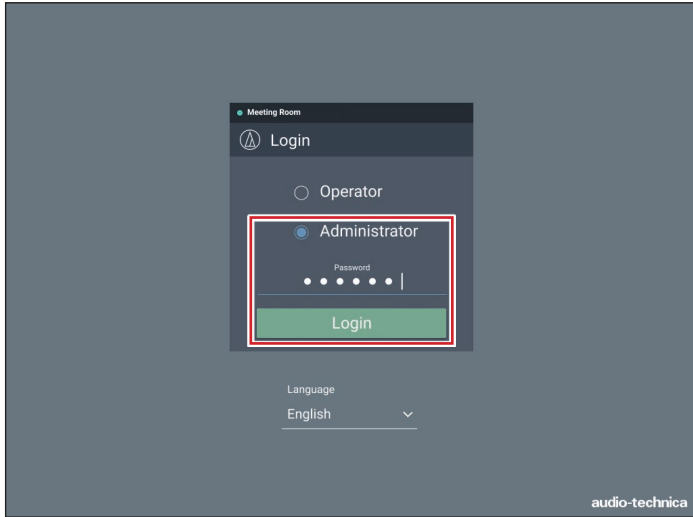 Meeting Room
Login
Operator
Administrator
Password
Login
Language
English
audio-technica